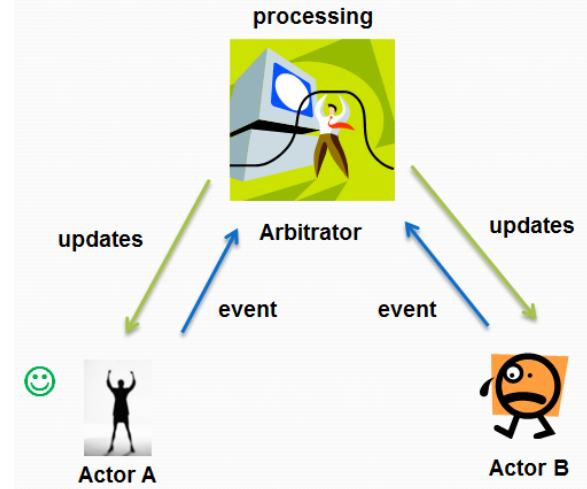 processing
updates
Arbitrator
updates
event
event
Actor A
Actor B